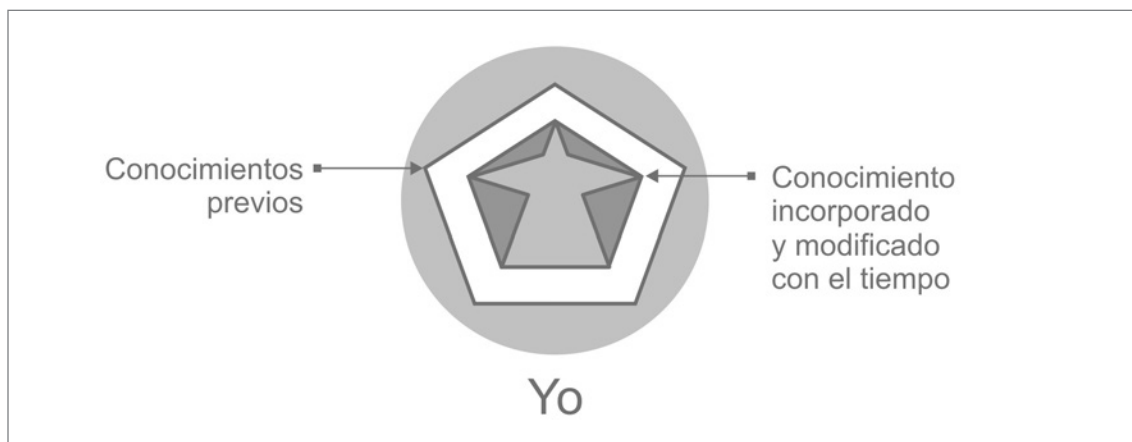 Conocimientos
previos
Conocimiento
incorporado
y modificado
con el tiempo
Yo